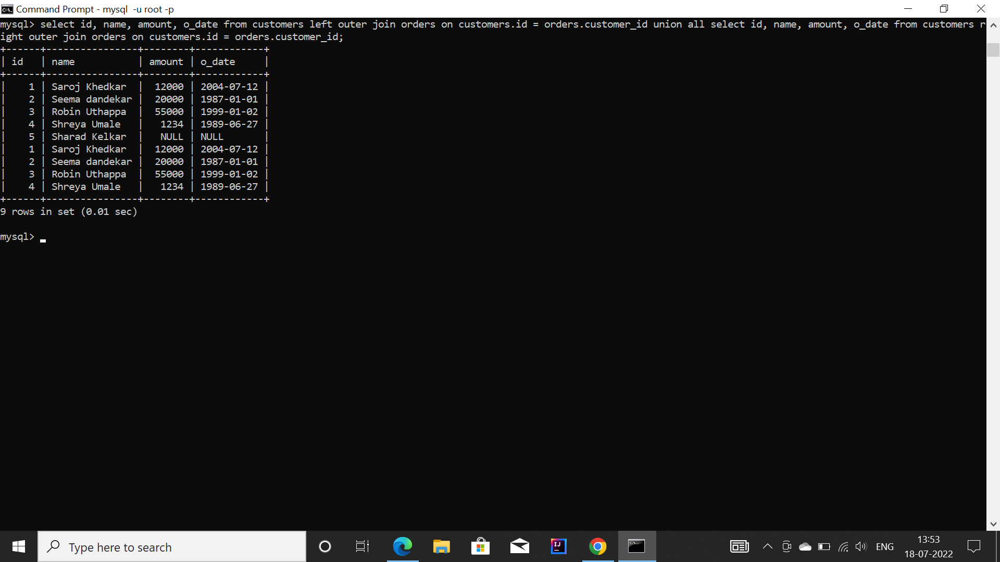 Command Prompt - mysql  -u root -p
mysql> select id, name, amount, o_date from customers left outer join orders on customers.id = orders.customer_id union all select id, name, amount, o_date from customers r
ight outer join orders on customers.id = orders.customer_id;
+------+----------------+--------+------------+
| id   | name           | amount | o_date     |
+------+----------------+--------+------------+
|    1 | Saroj Khedkar  |  12000 | 2004-07-12 |
|    2 | Seema dandekar |  20000 | 1987-01-01 |
|    3 | Robin Uthappa  |  55000 | 1999-01-02 |
|    4 | Shreya Umale   |   1234 | 1989-06-27 |
|    5 | Sharad Kelkar  |   NULL | NULL       |
|    1 | Saroj Khedkar  |  12000 | 2004-07-12 |
|    2 | Seema dandekar |  20000 | 1987-01-01 |
|    3 | Robin Uthappa  |  55000 | 1999-01-02 |
|    4 | Shreya Umale   |   1234 | 1989-06-27 |
+------+----------------+--------+------------+
9 rows in set (0.01 sec)
mysql>
Type here to search
IJ
ENG
13:53
18-07-2022